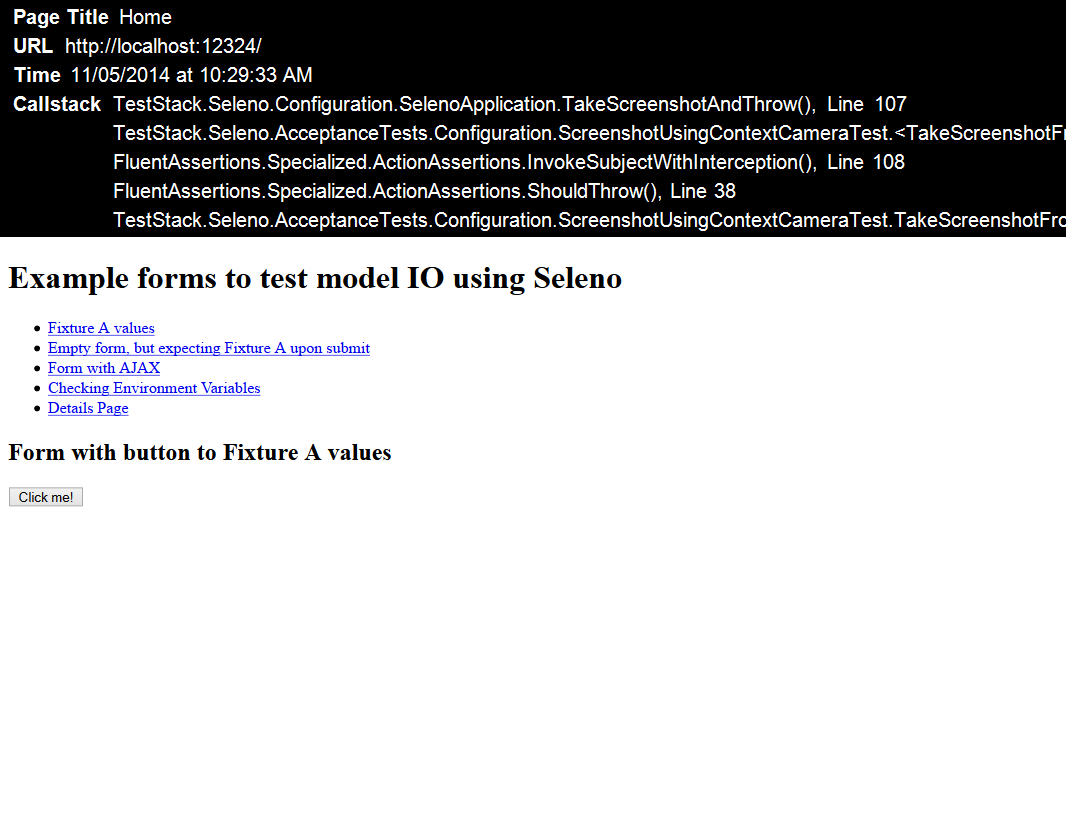 Page Title Home
URL http://localhost:12324/
Time 11/05/2014 at 10:29:33 AM
Callstack TestStack.Seleno.Configuration.SelenoApplication.TakeScreenshotAndThrow(), Line 107
TestStack.Seleno.AcceptanceTests.Configuration.ScreenshotUsingContextCameraTest.<TakeScreenshotFr
FluentAssertions.Specialized.ActionAssertions.InvokeSubjectWithInterception(), Line 108
FluentAssertions.Specialized.ActionAssertions.ShouldThrow(), Line 38
TestStack.Seleno.AcceptanceTests.Configuration.ScreenshotUsingContextCameraTest.TakeScreenshotFro
Example forms to test model IO using Seleno
Fixture A values
Empty form, but expecting Fixture A upon submit
Form with AJAX
Checking Environment Variables
Details Page
Form with button to Fixture A values
Click me!